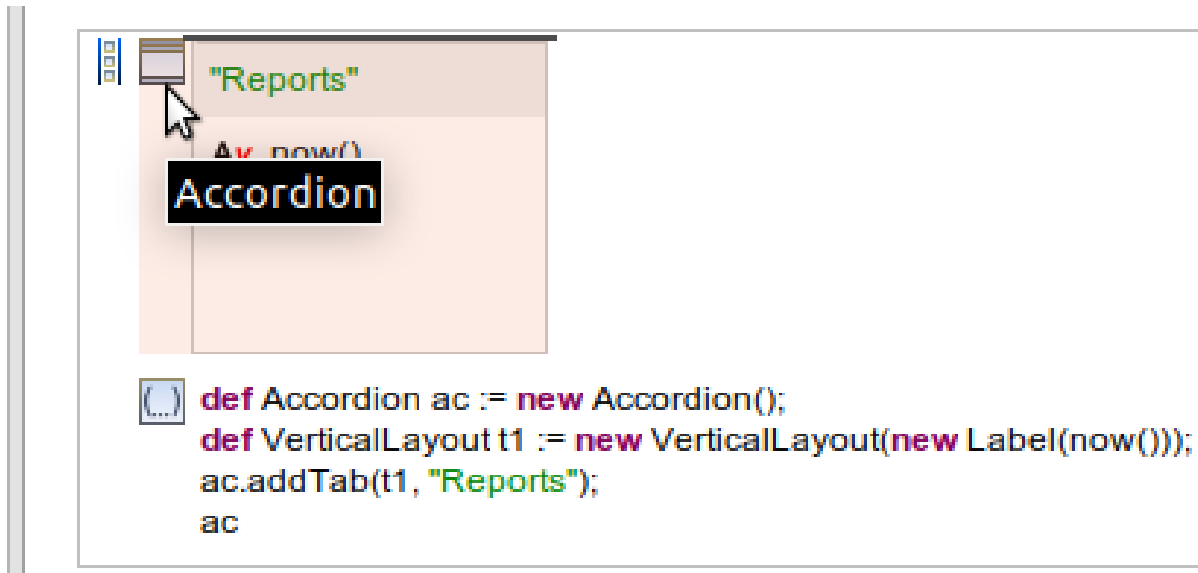 "Reports"
now()
Accordion
(...) def Accordion ac := new Accordion();
def VerticalLayout t1 := new VerticalLayout(new Label(now()));
ac.addTab(t1, "Reports");
ac